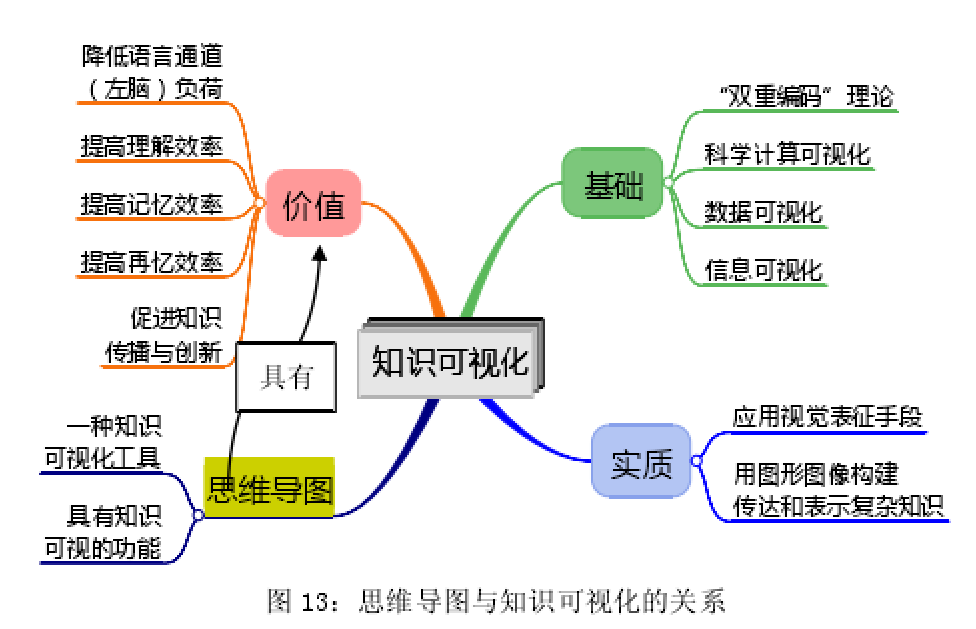 降低语言通道
（左脑）负荷
提高理解效率
提高记忆效率
提高再忆效率
促进知识
传播与创新
价值
具有
一种知识
可视化工具
具有知识
可视的功能
思维导图
知识可视化
基础
“双重编码”理论
科学计算可视化
数据可视化
信息可视化
实质
应用视觉表征手段
用图形图像构建
传达和表示复杂知识
图 13：思维导图与知识可视化的关系